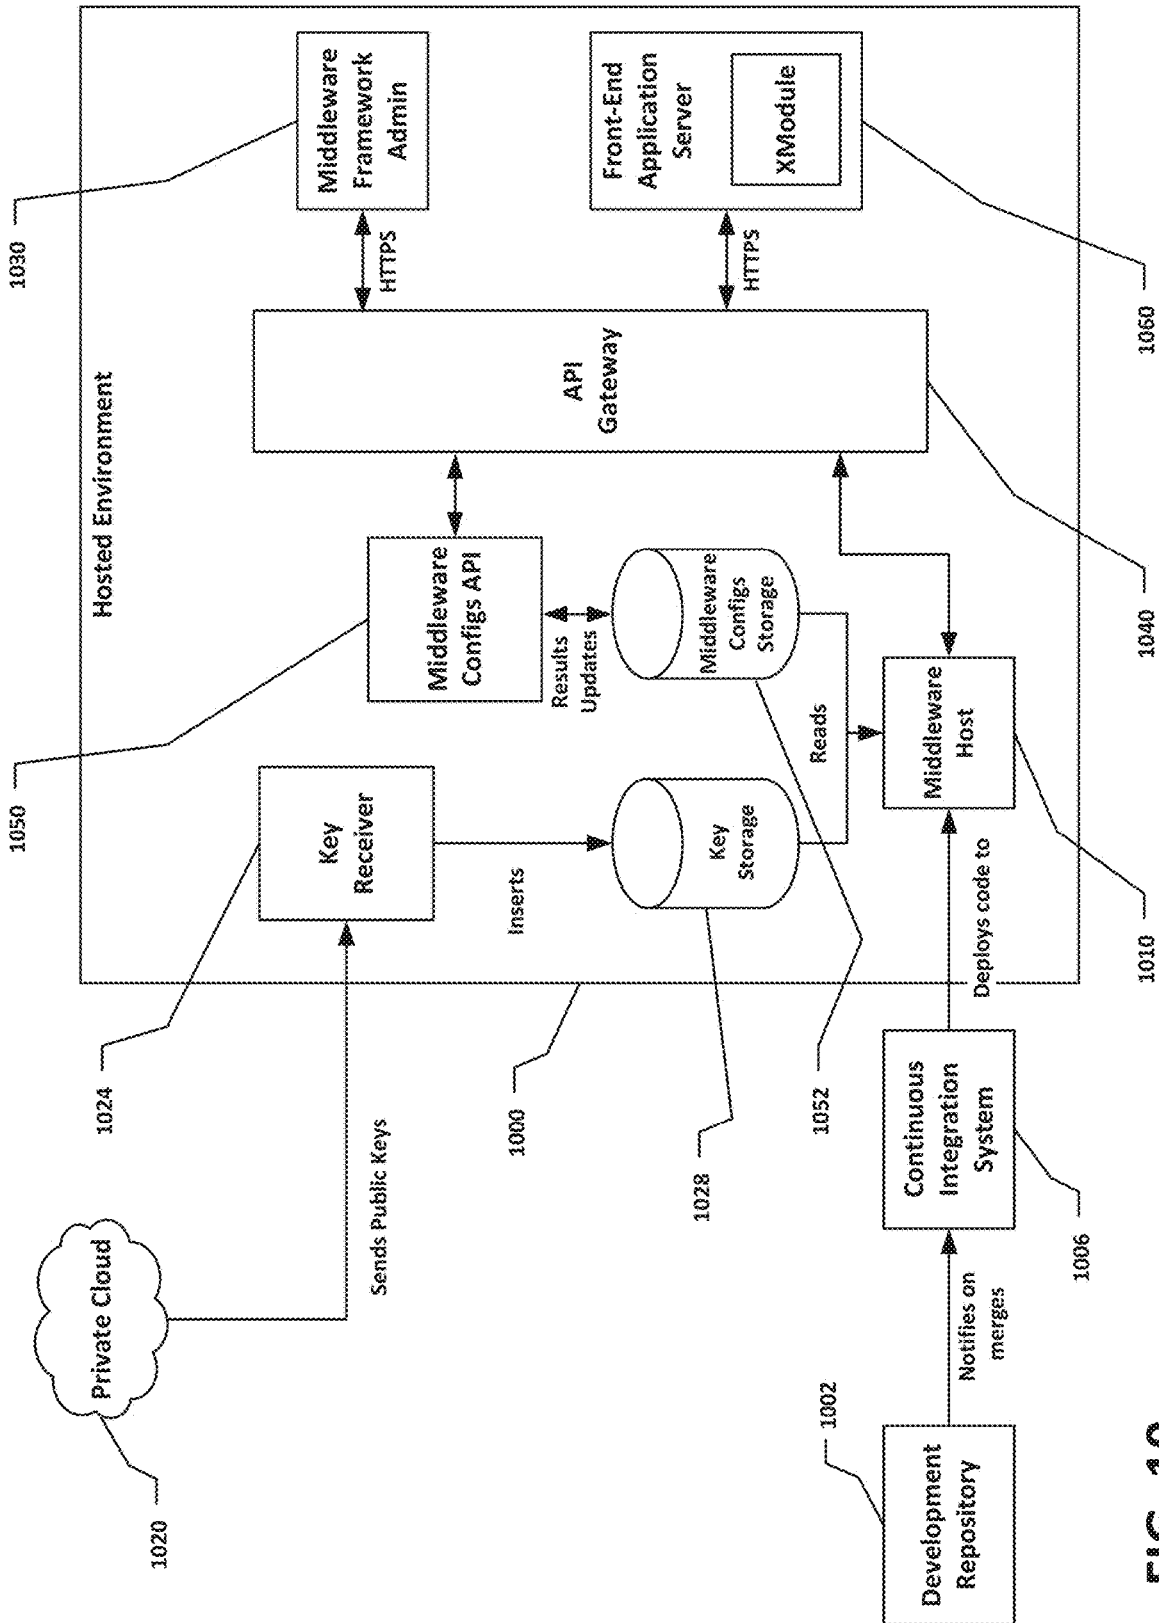 Hosted Environment
1030
Middleware
Framework
Admin
HTTPS
Front-End
Application
Server
XModule
HTTPS
1060
API
Gateway
1040
1050
Middleware
Configs API
Results
Updates
Middleware
Configs
Storage
1052
Key
Receiver
1024
Inserts
Key
Storage
1028
Reads
Middleware
Host
1010
Deploys code to
1000
Private Cloud
1020
Sends Public Keys
Continuous
Integration
System
1006
Notifies on
merges
Development
Repository
1002